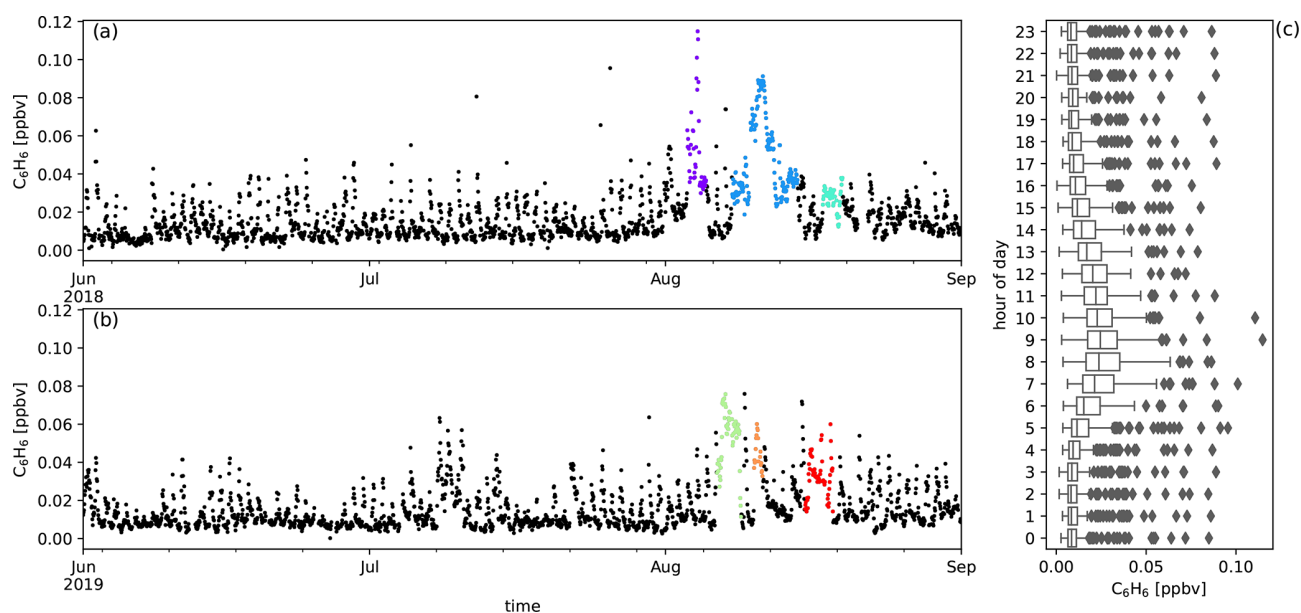 (a)
C₆H₆ [ppbv]
0.12
0.10
0.08
0.06
0.04
0.02
0.00
Jun
2018
Jul
Aug
Sep
(b)
C₆H₆ [ppbv]
0.12
0.10
0.08
0.06
0.04
0.02
0.00
Jun
2019
Jul
Aug
Sep
time
(c)
hour of day
23
22
21
20
19
18
17
16
15
14
13
12
11
10
9
8
7
6
5
4
3
2
1
0
0.00 0.05 0.10
C₆H₆ [ppbv]